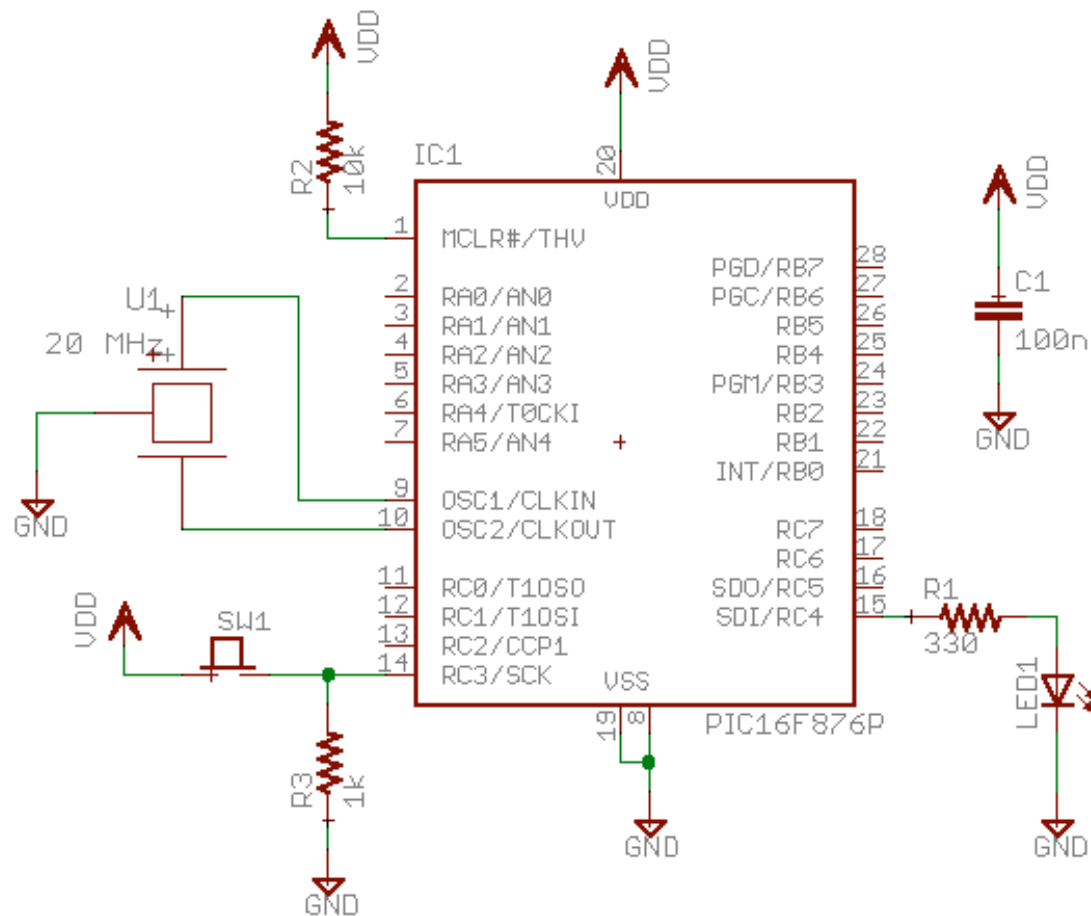 VDD
VDD
R2
10k
IC1
20
VDD
VDD
1
MCLR#/THV
PGD/RB7
28
2
RA0/AN0
PGC/RB6
27
C1
U1
3
RA1/AN1
RB5
26
20 MHz
4
RA2/AN2
RB4
25
100n
5
RA3/AN3
PGM/RB3
24
6
RA4/T0CKI
RB2
23
7
RA5/AN4
RB1
22
GND
INT/RB0
21
9
OSC1/CLKIN
GND
10
OSC2/CLKOUT
RC7
18
RC6
17
11
RC0/T1OSO
SDO/RC5
16
R1
VDD
SW1
12
RC1/T1OSI
SDI/RC4
15
330
13
RC2/CCP1
14
RC3/SCK
VSS
LED1
19
8
PIC16F876P
R3
1k
GND
GND
GND